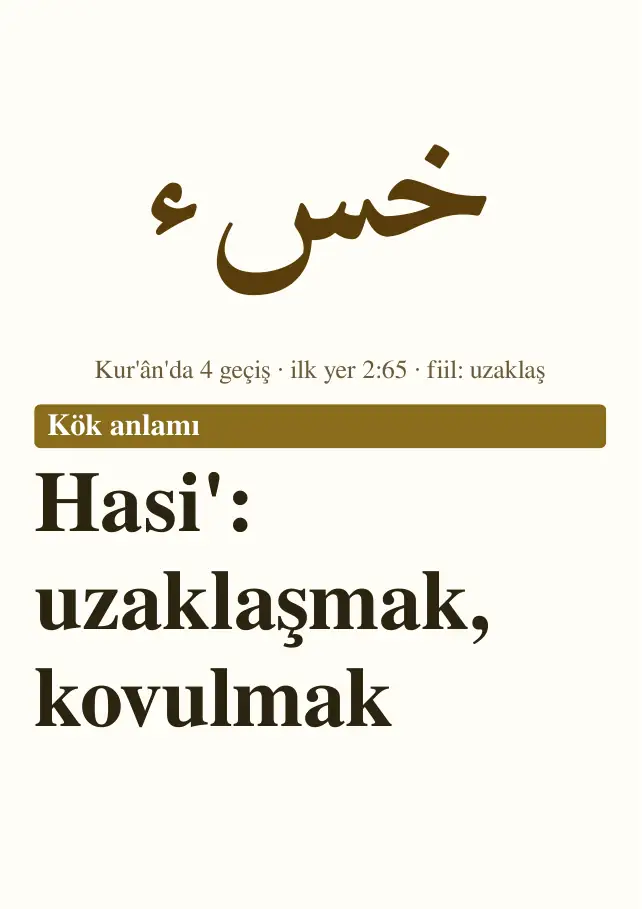 خسء
Kur'ân'da 4 geçiş · ilk yer 2:65 · fiil: uzaklaş
Kök anlamı
Hasi':
uzaklaşmak,
kovulmak